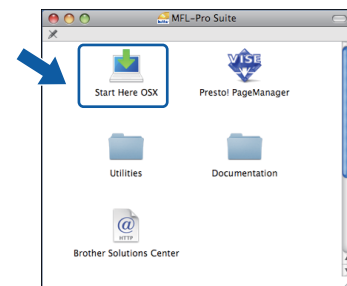 MFL-Pro Suite
VISE
Start Here OSX
Presto! PageManager
Utilities
Documentation
@
HTTP
Brother Solutions Center